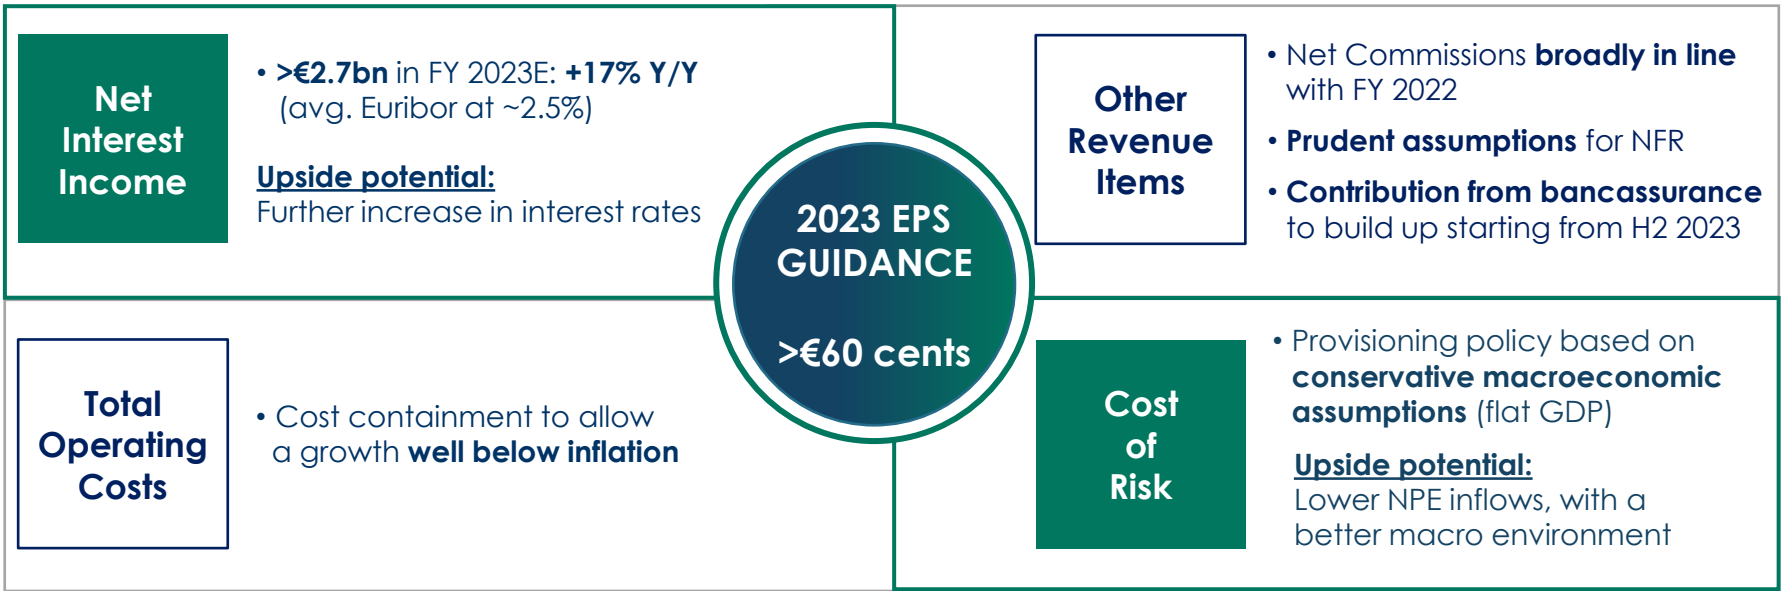 Net
Interest
Income
• >€2.7bn in FY 2023E: +17% Y/Y
(avg. Euribor at ~2.5%)
Upside potential:
Further increase in interest rates
Other
Revenue
Items
• Net Commissions broadly in line
with FY 2022
• Prudent assumptions for NFR
• Contribution from bancassurance
to build up starting from H2 2023
2023 EPS
GUIDANCE
>€60 cents
Total
Operating
Costs
• Cost containment to allow
a growth well below inflation
Cost
of
Risk
• Provisioning policy based on
conservative macroeconomic
assumptions (flat GDP)
Upside potential:
Lower NPE inflows, with a
better macro environment